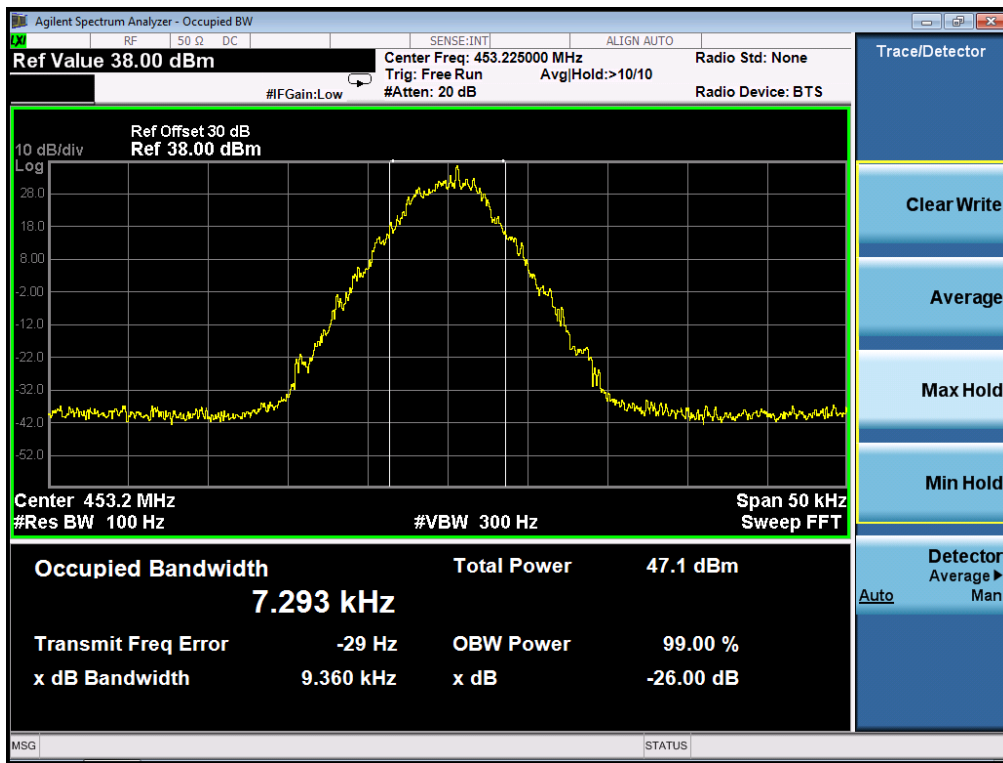 Agilent Spectrum Analyzer - Occupied BW
LXI RF 50 Ω DC SENSE:INT ALIGN AUTO
Ref Value 38.00 dBm
Center Freq: 453.225000 MHz
Radio Std: None
Trig: Free Run
Avg|Hold:>10/10
#IFGain:Low
#Atten: 20 dB
Radio Device: BTS
Trace/Detector
Ref Offset 30 dB
10 dB/div Ref 38.00 dBm
Log
28.0
18.0
8.00
-2.00
-12.0
-22.0
-32.0
-42.0
-52.0
Center 453.2 MHz
Span 50 kHz
#Res BW 100 Hz
#VBW 300 Hz
Sweep FFT
Occupied Bandwidth
7.293 kHz
Total Power 47.1 dBm
Transmit Freq Error -29 Hz
OBW Power 99.00 %
x dB Bandwidth 9.360 kHz
x dB -26.00 dB
Clear Write
Average
Max Hold
Min Hold
Detector
Average
Auto Man
MSG
STATUS